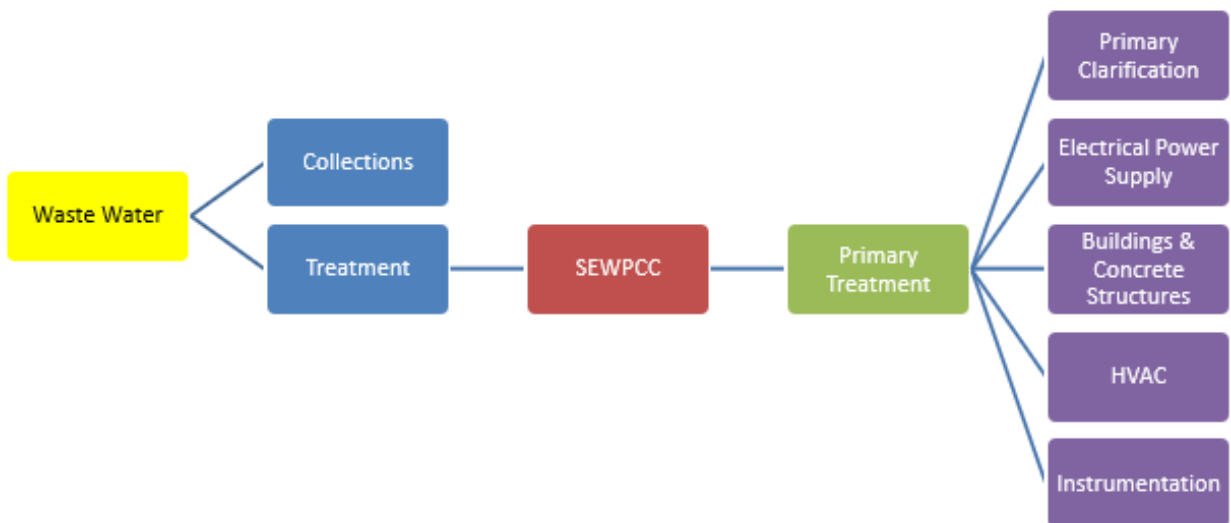 Waste Water
Collections
Treatment
SEWPCC
Primary
Treatment
Primary
Clarification
Electrical Power
Supply
Buildings &
Concrete
Structures
HVAC
Instrumentation